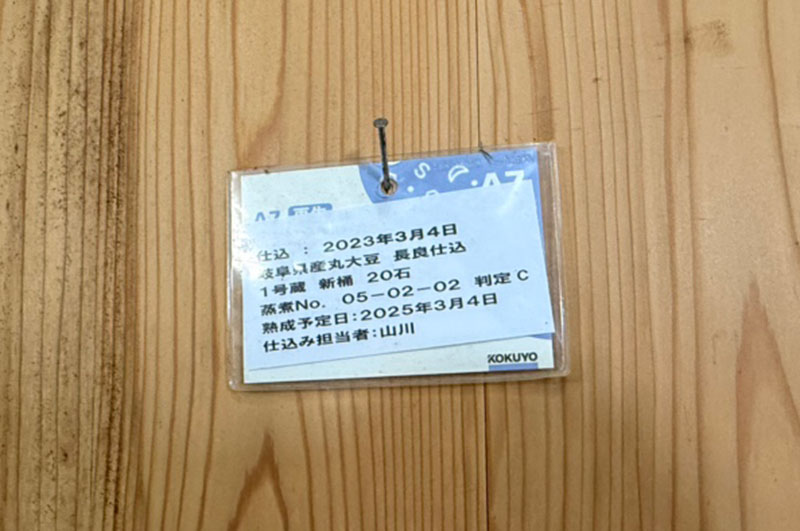 A7
仕込 : 2023年3月4日
岐阜県産丸大豆 長良仕込
1号蔵 新桶 20石
蒸煮No. 05-02-02 判定C
熟成予定日:2025年3月4日
仕込み担当者:山川
KOKUYO